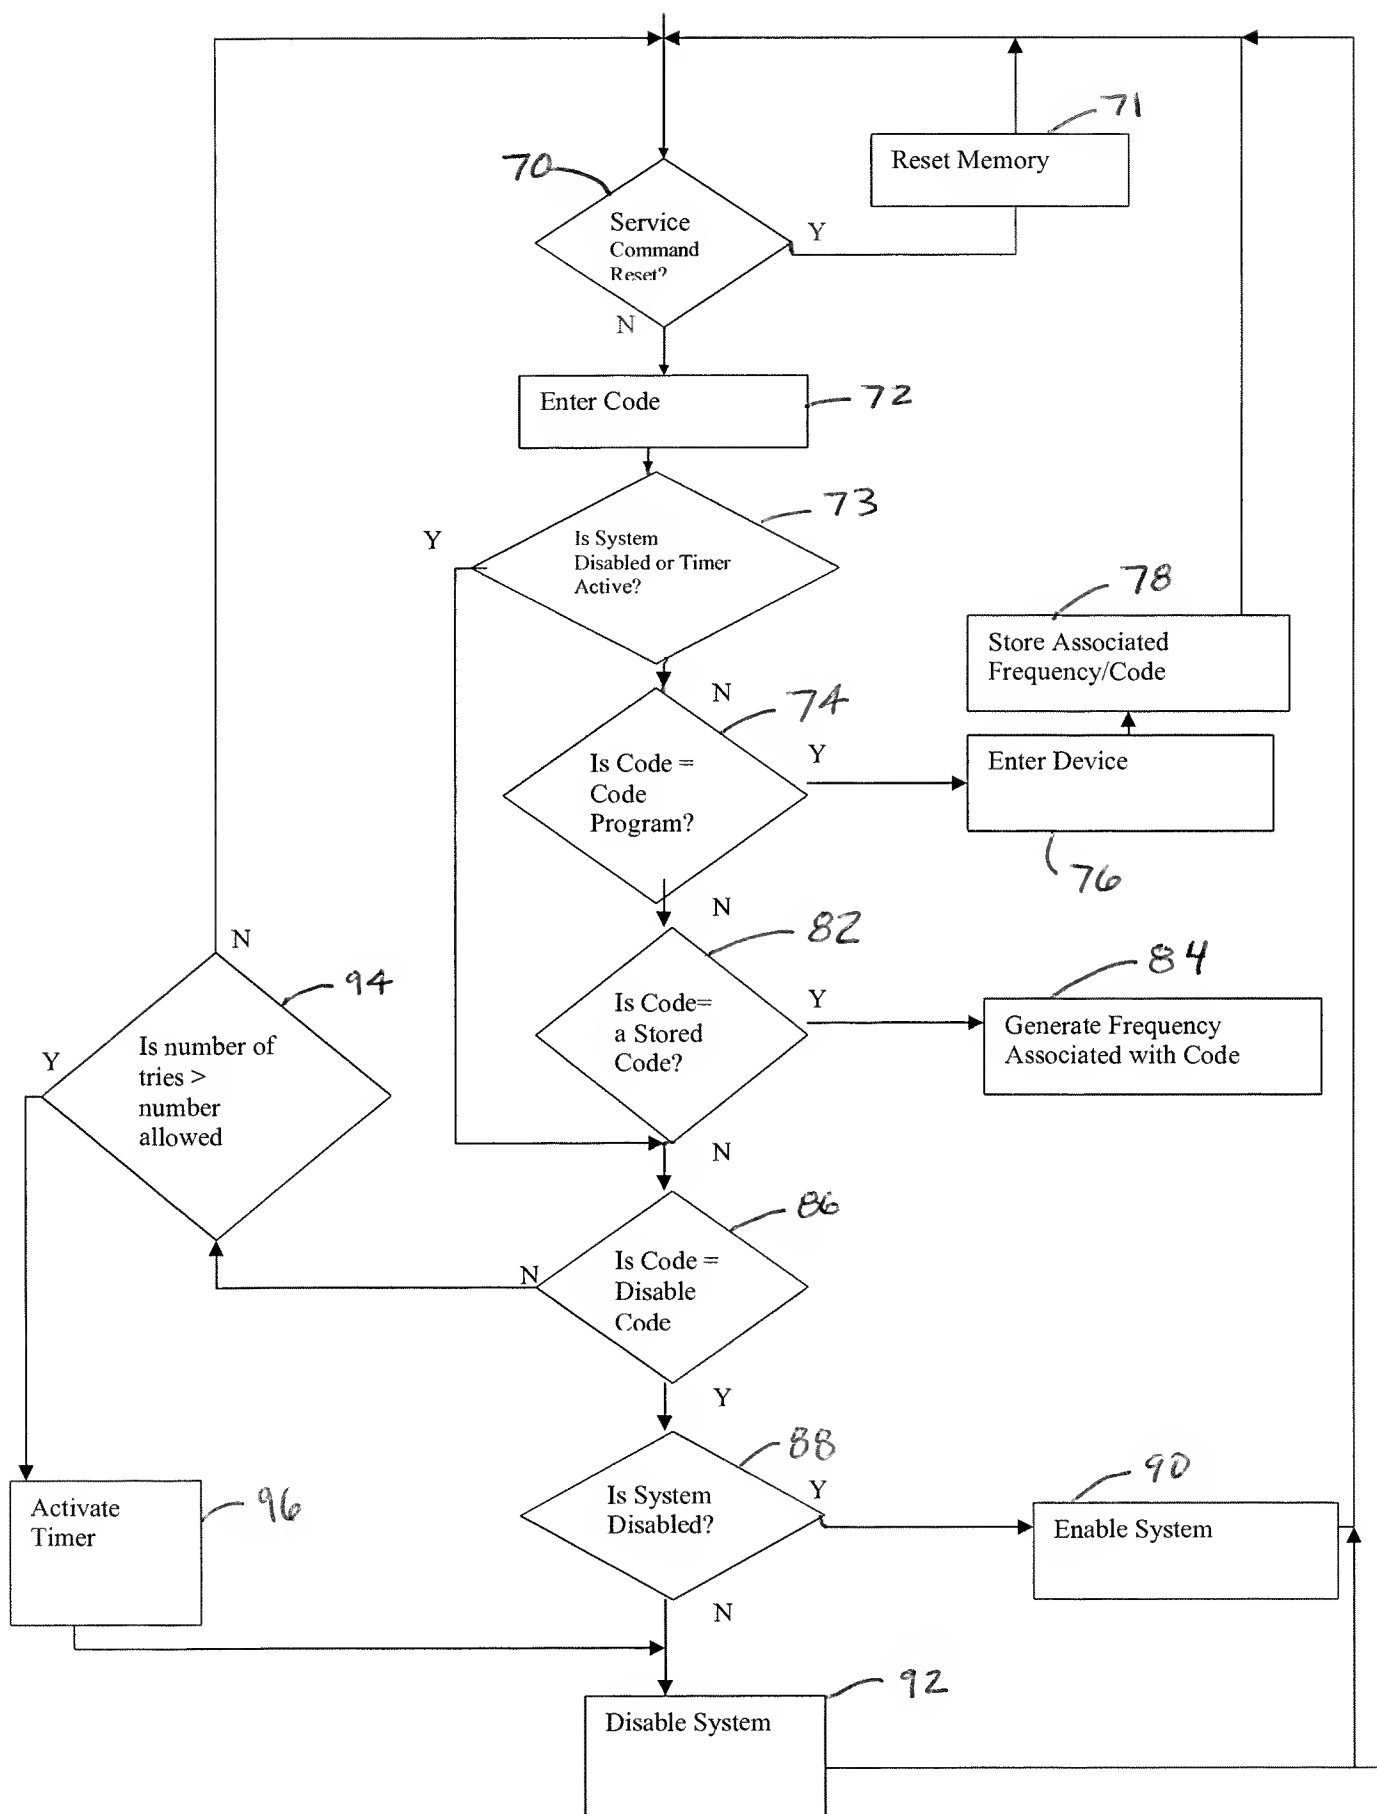 71
Reset Memory
70
Service
Command
Reset?
Y
N
Enter Code
72
73
Y
Is System
Disabled or Timer
Active?
78
Store Associated
Frequency/Code
N
74
Y
Is Code =
Code
Program?
Enter Device
76
N
82
N
94
84
Is Code=
a Stored
Code?
Y
Generate Frequency
Associated with Code
Y
Is number of
tries >
number
allowed
N
86
Is Code =
Disable
Code
N
Y
88
90
Activate
Timer
96
Is System
Disabled?
Y
Enable System
N
92
Disable System